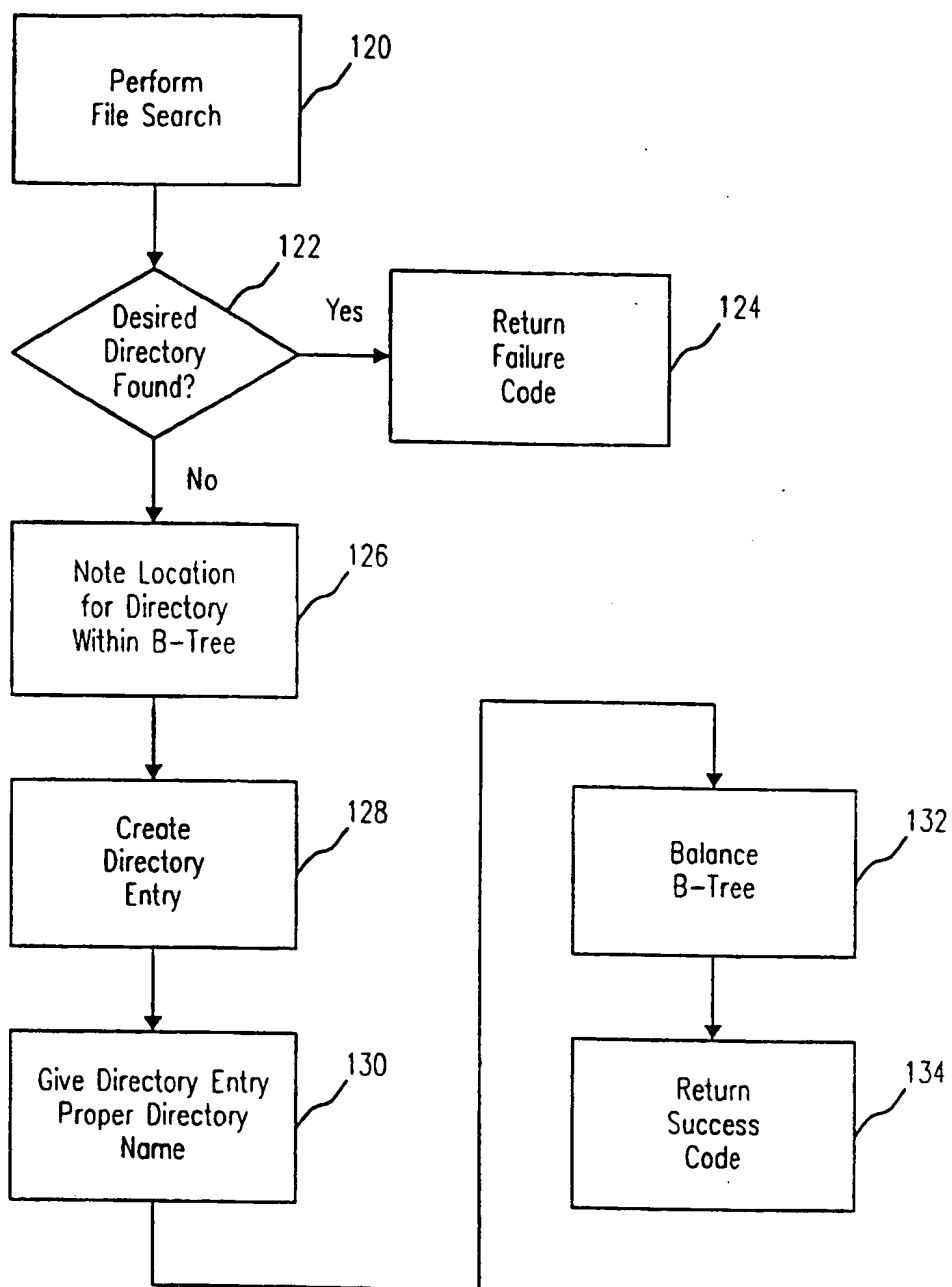 Perform
File Search
120
Desired
Directory
Found?
122
Yes
Return
Failure
Code
124
No
Note Location
for Directory
Within B-Tree
126
Create
Directory
Entry
128
Give Directory Entry
Proper Directory
Name
130
Balance
B-Tree
132
Return
Success
Code
134